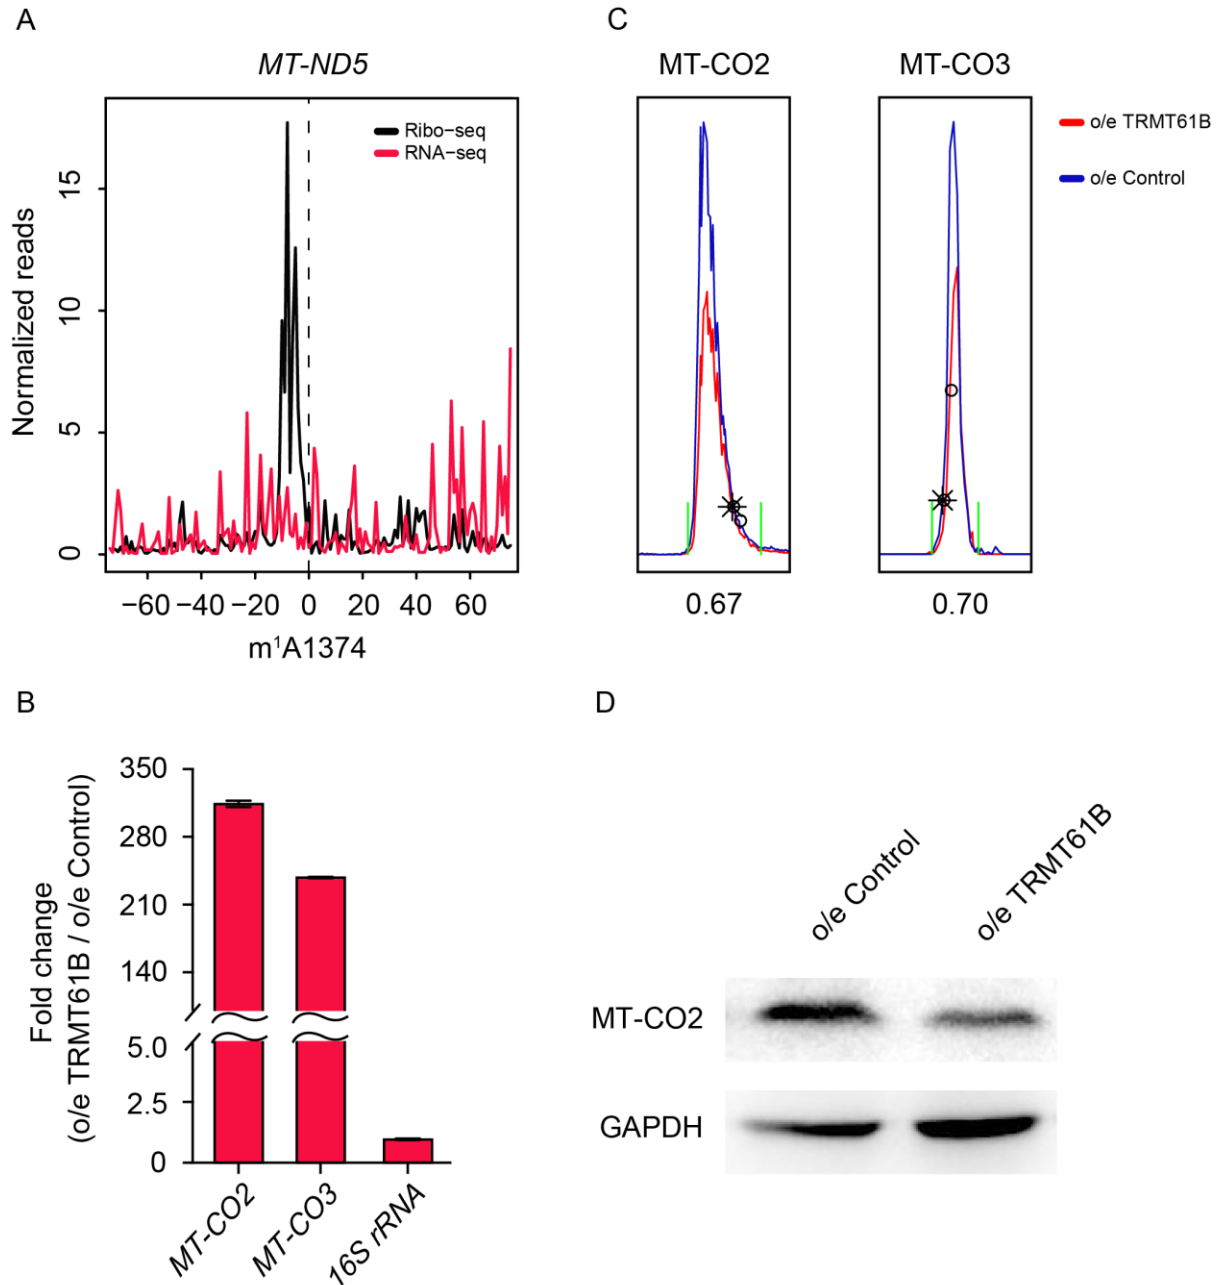 A
MT-ND5
Ribo-seq
RNA-seq
Normalized reads
15
10
5
0
−60
−40
−20
0
20
40
60
m¹A1374
C
MT-CO2
MT-CO3
o/e TRMT61B
o/e Control
0.67
0.70
B
Fold change
(o/e TRMT61B / o/e Control)
350
280
210
140
5.0
2.5
0
MT-CO2
MT-CO3
16S rRNA
D
o/e Control
o/e TRMT61B
MT-CO2
GAPDH